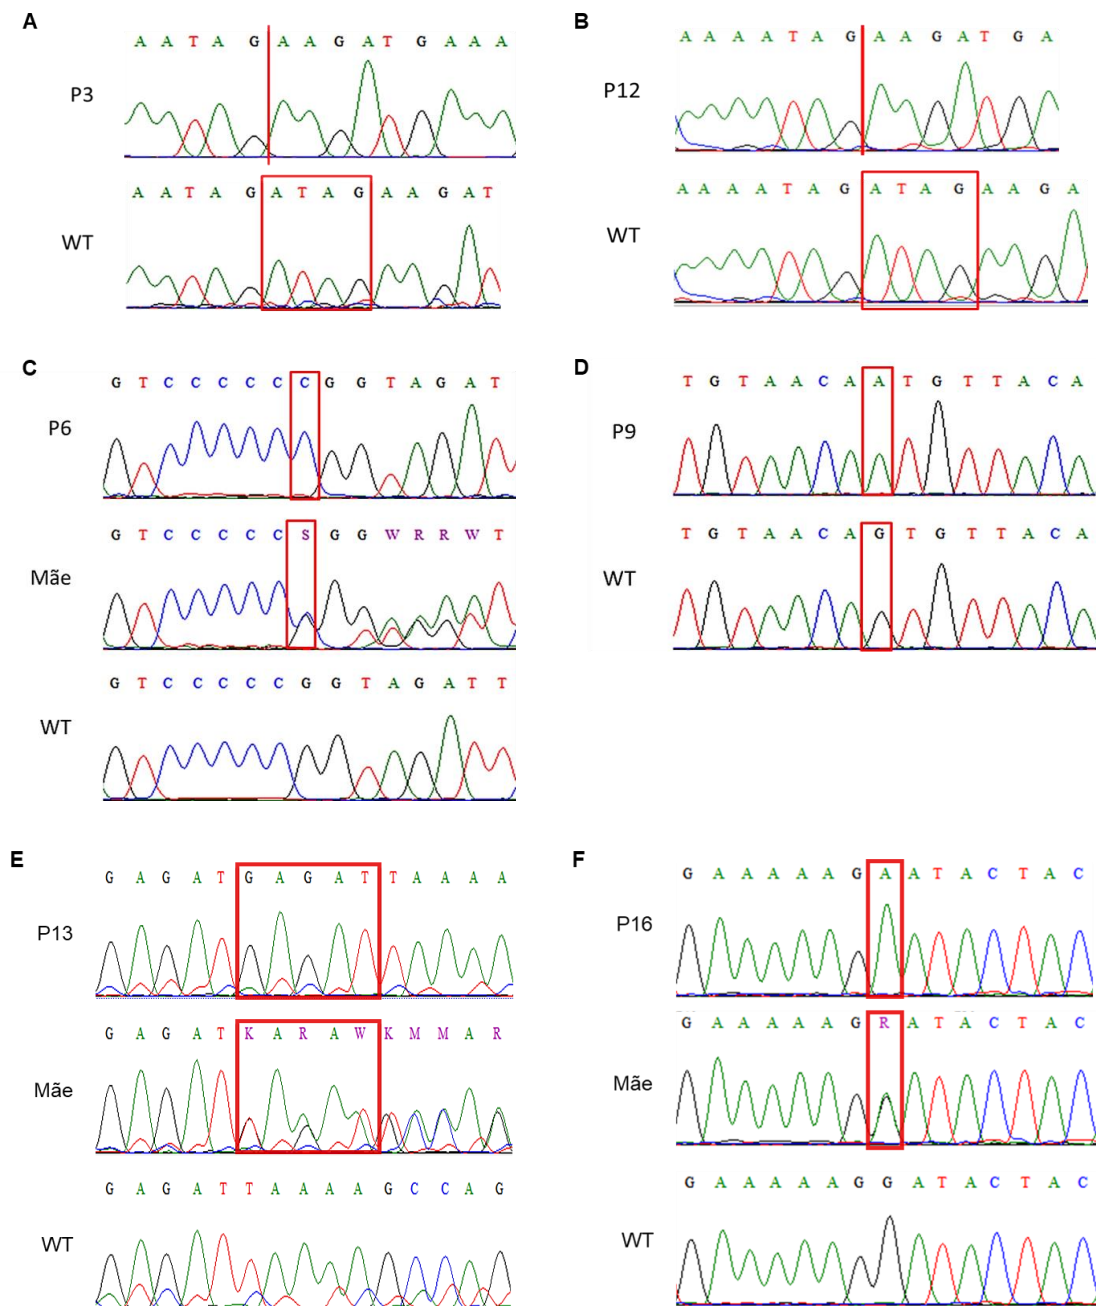 A
A A T A G A A G A T G A A A
P3
A A T A G A T A G A A G A T
WT
B
A A A A T A G A A G A T G A
P12
A A A A T A G A T A G A A G A
WT
C
G T C C C C C C G G T A G A T
P6
G T C C C C C S G G W R R W T
Mãe
G T C C C C C G G T A G A T T
WT
D
T G T A A C A A T G T T A C A
P9
T G T A A C A G T G T T A C A
WT
E
G A G A T G A G A T T A A A A
P13
G A G A T K A R A W K M M A R
Mãe
G A G A T T A A A A G C C A G
WT
F
G A A A A A G A A T A C T A C
P16
G A A A A A G R A T A C T A C
Mãe
G A A A A A G G A T A C T A C
WT